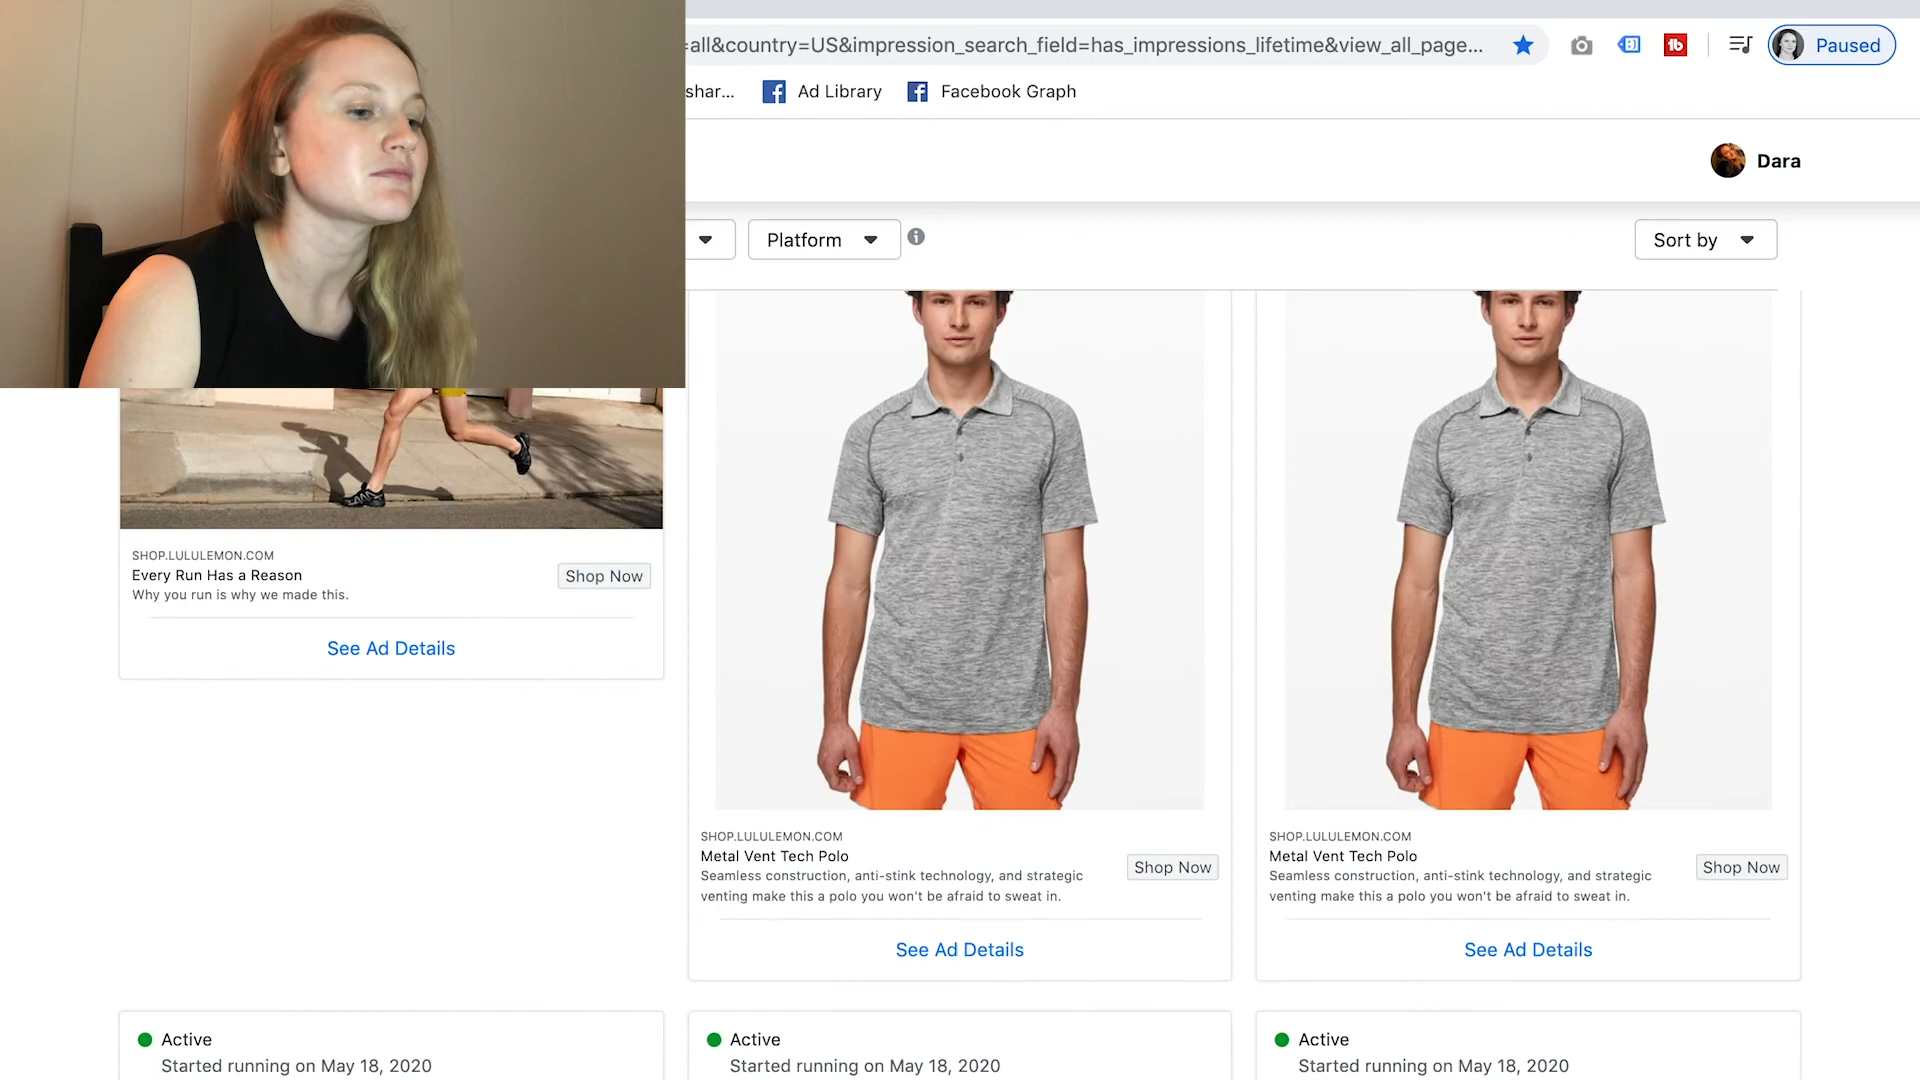 =all&country=US&impression_search_field=has_impressions_lifetime&view_all_page...
Paused
shar...
Ad Library
Facebook Graph
Dara
Platform
Sort by
SHOP.LULULEMON.COM
Every Run Has a Reason
Why you run is why we made this.
Shop Now
See Ad Details
SHOP.LULULEMON.COM
Metal Vent Tech Polo
Seamless construction, anti-stink technology, and strategic
venting make this a polo you won't be afraid to sweat in.
Shop Now
See Ad Details
SHOP.LULULEMON.COM
Metal Vent Tech Polo
Seamless construction, anti-stink technology, and strategic
venting make this a polo you won't be afraid to sweat in.
Shop Now
See Ad Details
Active
Started running on May 18, 2020
Active
Started running on May 18, 2020
Active
Started running on May 18, 2020